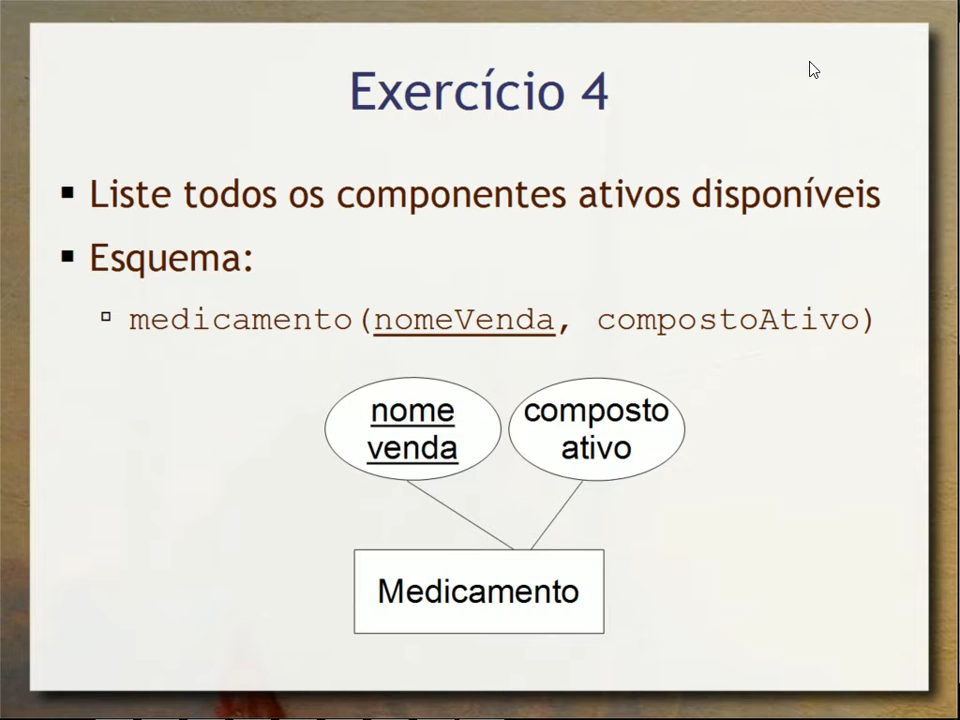 Exercício 4
Liste todos os componentes ativos disponíveis
Esquema:
medicamento(nomeVenda, compostoAtivo)
nome
venda
composto
ativo
Medicamento